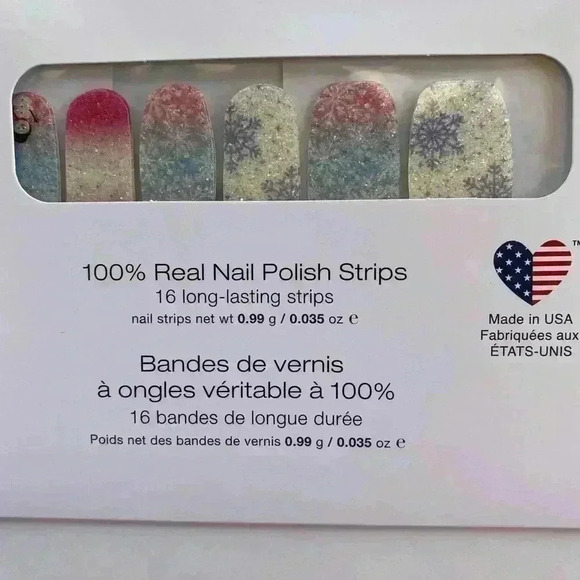 100% Real Nail Polish Strips
16 long-lasting strips
nail strips net wt 0.99 g / 0.035 oz e
Bandes de vernis
à ongles véritable à 100%
16 bandes de longue durée
Poids net des bandes de vernis 0.99 g / 0.035 oz e
TM
Made in USA
Fabriquées aux
ÉTATS-UNIS